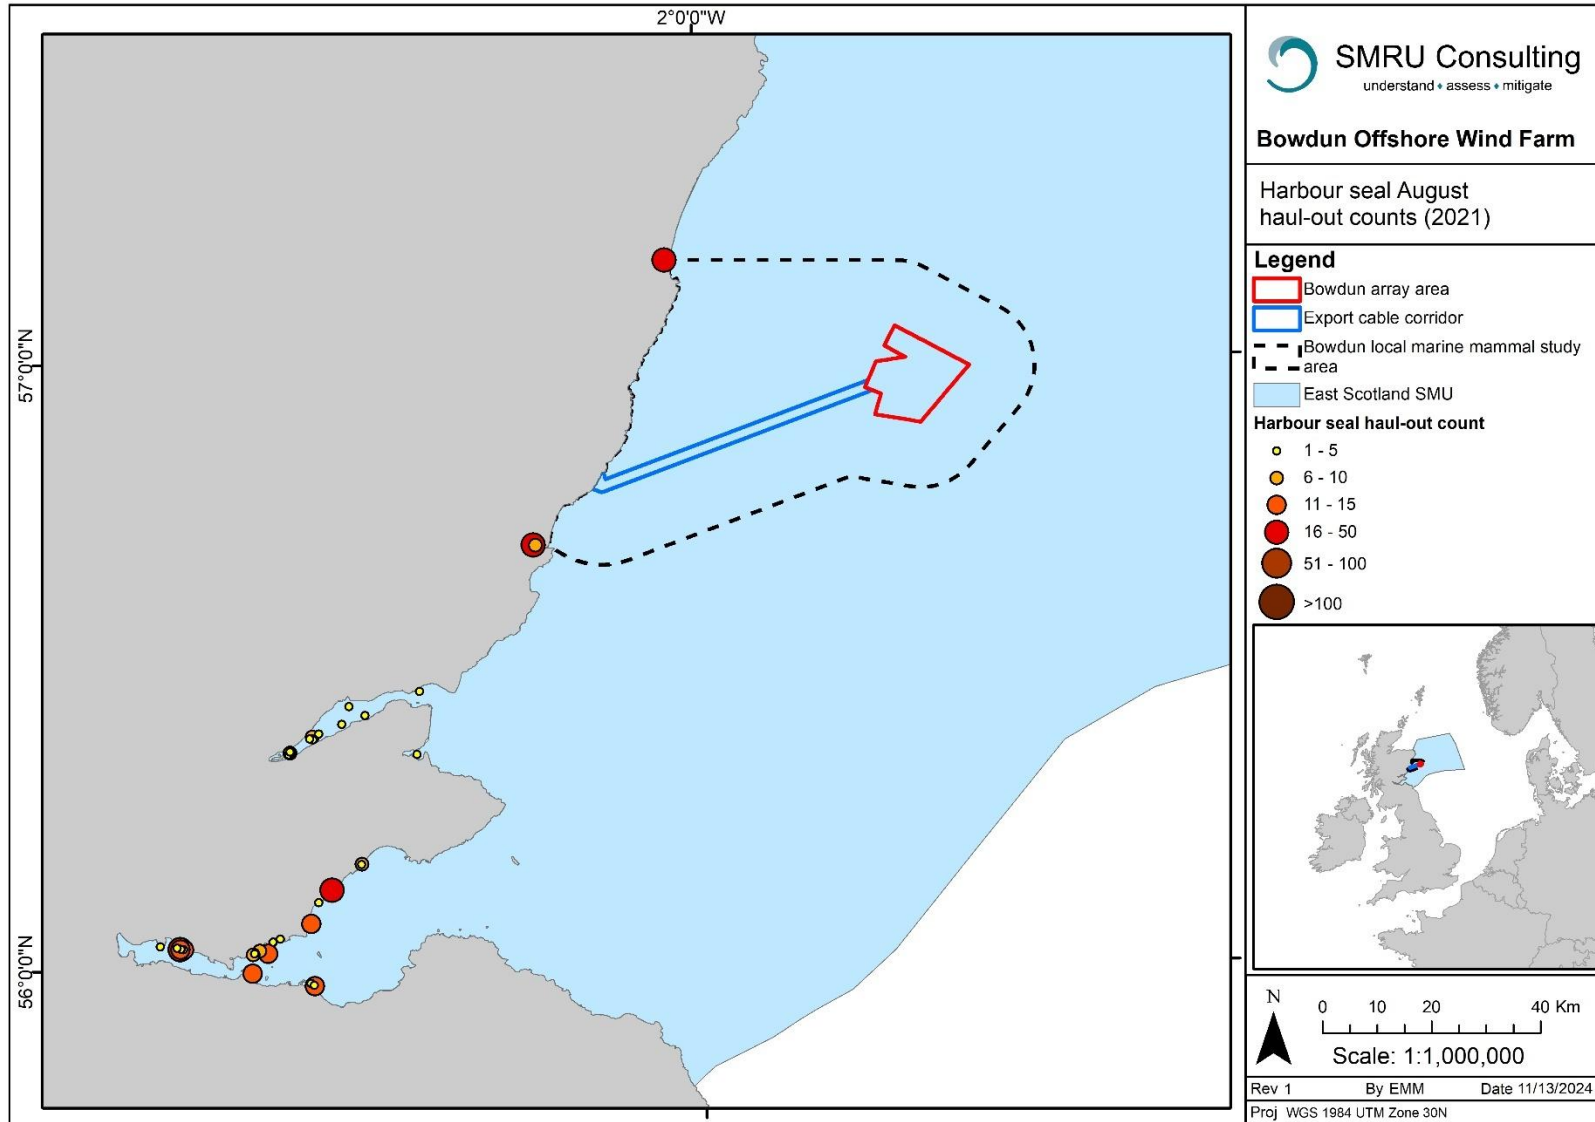 2°0'0"W
57°0'0"N
56°0'0"N
SMRU Consulting
understand ♦ assess ♦ mitigate
Bowdun Offshore Wind Farm
Harbour seal August
haul-out counts (2021)
Legend
Bowdun array area
Export cable corridor
Bowdun local marine mammal study
area
East Scotland SMU
Harbour seal haul-out count
1 - 5
6 - 10
11 - 15
16 - 50
51 - 100
>100
N
0 10 20 40 Km
Scale: 1:1,000,000
Rev 1 By EMM Date 11/13/2024
Proj WGS 1984 UTM Zone 30N